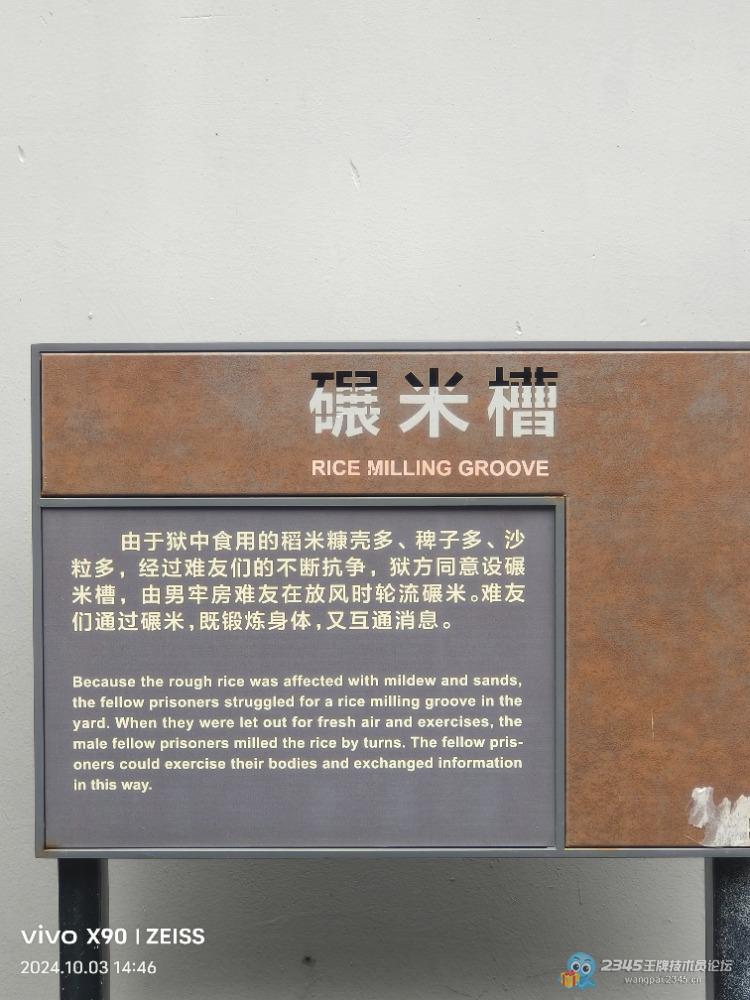 碾米槽
RICE MILLING GROOVE
由于狱中食用的稻米糠壳多、稗子多、沙
粒多，经过难友们的不断抗争，狱方同意设碾
米槽，由男牢房难友在放风时轮流碾米。难友
们通过碾米，既锻炼身体，又互通消息。
Because the rough rice was affected with mildew and sands,
the fellow prisoners struggled for a rice milling groove in the
yard. When they were let out for fresh air and exercises, the
male fellow prisoners milled the rice by turns. The fellow pris-
oners could exercise their bodies and exchanged information
in this way.
vivo X90 | ZEISS
2024.10.03 14:46
2345王牌技术员论坛
wangpai.2345.cn